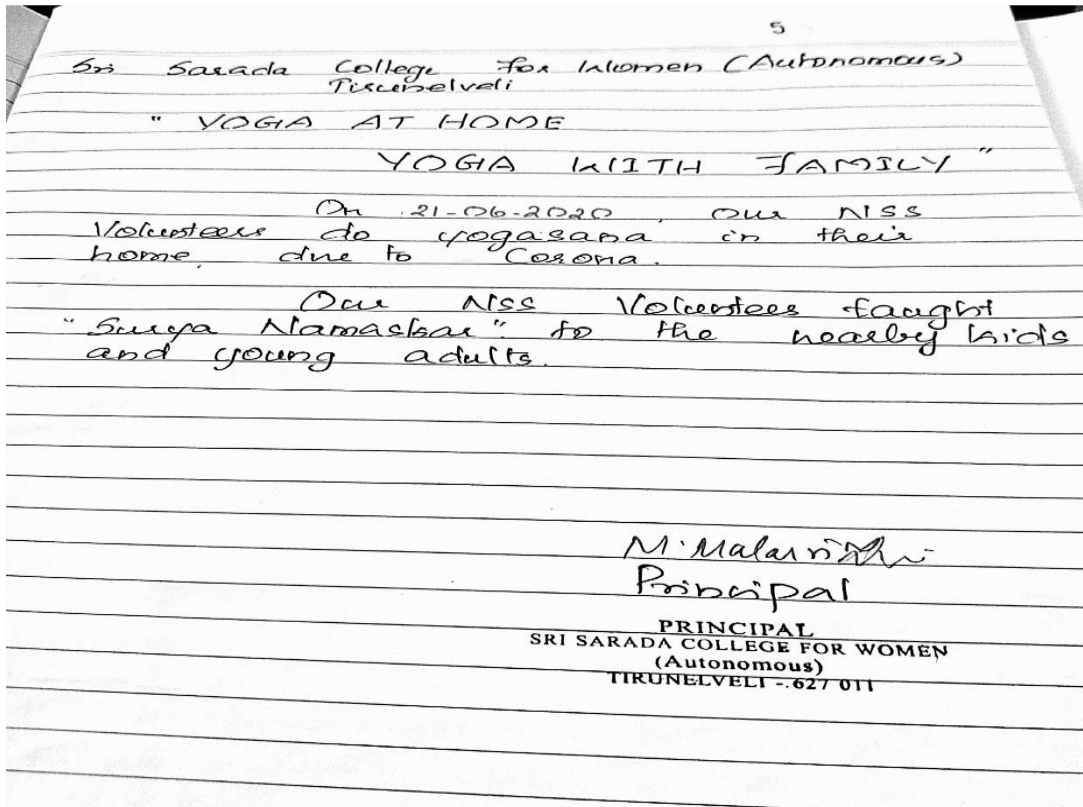 5
Sri Sarada College for Women (Autonomous)
Tirunelveli
" YOGA AT HOME
YOGA WITH FAMILY "
On 21-06-2020, our NSS
Volunteers do yogasana in their
home, due to Corona.
Our NSS Volunteers taught
"Surya Namaskar" to the nearby kids
and young adults.
M. Malarvizhi
Principal
PRINCIPAL
SRI SARADA COLLEGE FOR WOMEN
(Autonomous)
TIRUNELVELI - 627 011